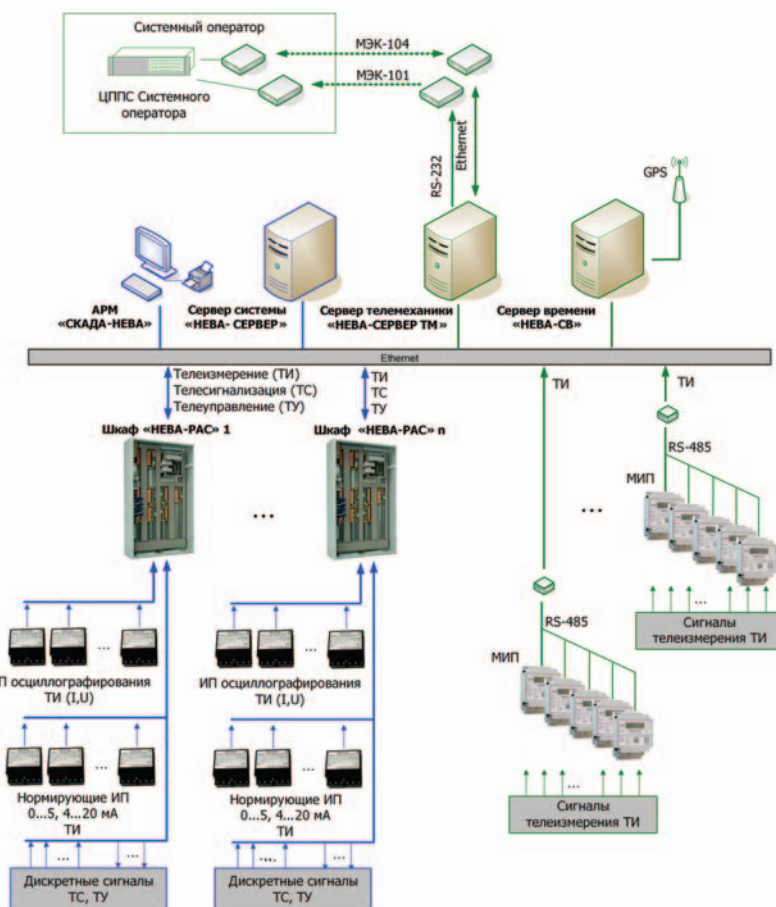 Системный оператор
МЭК-104
МЭК-101
ЦППС Системного
оператора
RS-232
Ethernet
GPS
АРМ
«СКАДА-НЕВА»
Сервер системы
«НЕВА- СЕРВЕР»
Сервер телемеханики
«НЕВА-СЕРВЕР ТМ»
Сервер времени
«НЕВА-СВ»
Ethernet
Телеизмерение (ТИ)
Телесигнализация (ТС)
Телеуправление (ТУ)
ТИ
ТС
ТУ
ТИ
ТИ
Шкаф «НЕВА-РАС» 1
Шкаф «НЕВА-РАС» n
...
RS-485
МИП
...
...
Сигналы
телеизмерения ТИ
RS-485
МИП
...
Сигналы
телеизмерения ТИ
...
П осциллографирования
ТИ (I,U)
...
ИП осциллографирования
ТИ (I,U)
...
Нормирующие ИП
0...5, 4...20 мА
ТИ
...
Нормирующие ИП
0...5, 4...20 мА
ТИ
... ...
Дискретные сигналы
ТС, ТУ
... ...
Дискретные сигналы
ТС, ТУ